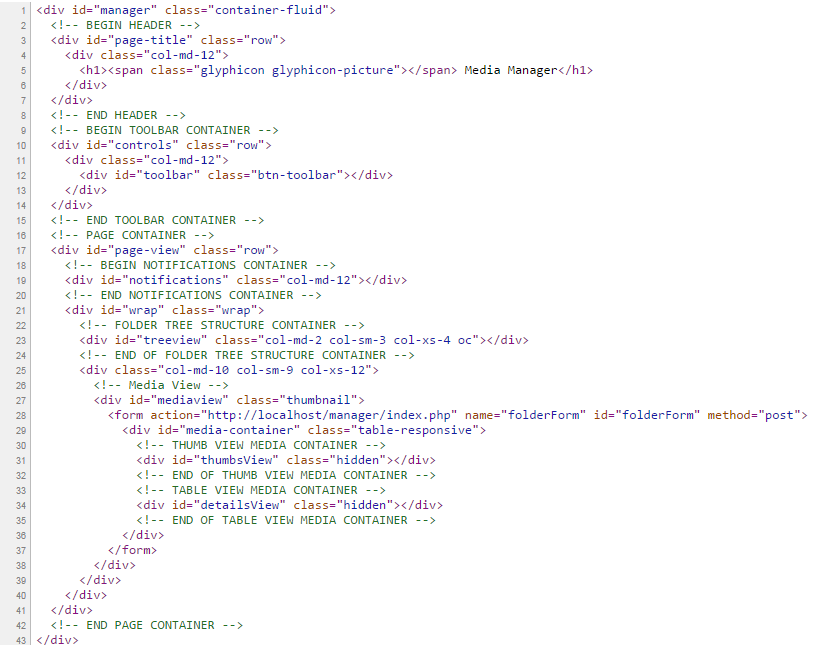 1 <div id="manager" class="container-fluid">
2 <!-- BEGIN HEADER -->
3 <div id="page-title" class="row">
4 <div class="col-md-12">
5 <h1><span class="glyphicon glyphicon-picture"></span> Media Manager</h1>
6 </div>
7 </div>
8 <!-- END HEADER -->
9 <!-- BEGIN TOOLBAR CONTAINER -->
10 <div id="controls" class="row">
11 <div class="col-md-12">
12 <div id="toolbar" class="btn-toolbar"></div>
13 </div>
14 </div>
15 <!-- END TOOLBAR CONTAINER -->
16 <!-- PAGE CONTAINER -->
17 <div id="page-view" class="row">
18 <!-- BEGIN NOTIFICATIONS CONTAINER -->
19 <div id="notifications" class="col-md-12"></div>
20 <!-- END NOTIFICATIONS CONTAINER -->
21 <div id="wrap" class="wrap">
22 <!-- FOLDER TREE STRUCTURE CONTAINER -->
23 <div id="treeview" class="col-md-2 col-sm-3 col-xs-4 oc"></div>
24 <!-- END OF FOLDER TREE STRUCTURE CONTAINER -->
25 <div class="col-md-10 col-sm-9 col-xs-12">
26 <!-- Media View -->
27 <div id="mediaview" class="thumbnail">
28 <form action="http://localhost/manager/index.php" name="folderForm" id="folderForm" method="post">
29 <div id="media-container" class="table-responsive">
30 <!-- THUMB VIEW MEDIA CONTAINER -->
31 <div id="thumbsView" class="hidden"></div>
32 <!-- END OF THUMB VIEW MEDIA CONTAINER -->
33 <!-- TABLE VIEW MEDIA CONTAINER -->
34 <div id="detailsView" class="hidden"></div>
35 <!-- END OF TABLE VIEW MEDIA CONTAINER -->
36 </div>
37 </form>
38 </div>
39 </div>
40 </div>
41 </div>
42 <!-- END PAGE CONTAINER -->
43 </div>